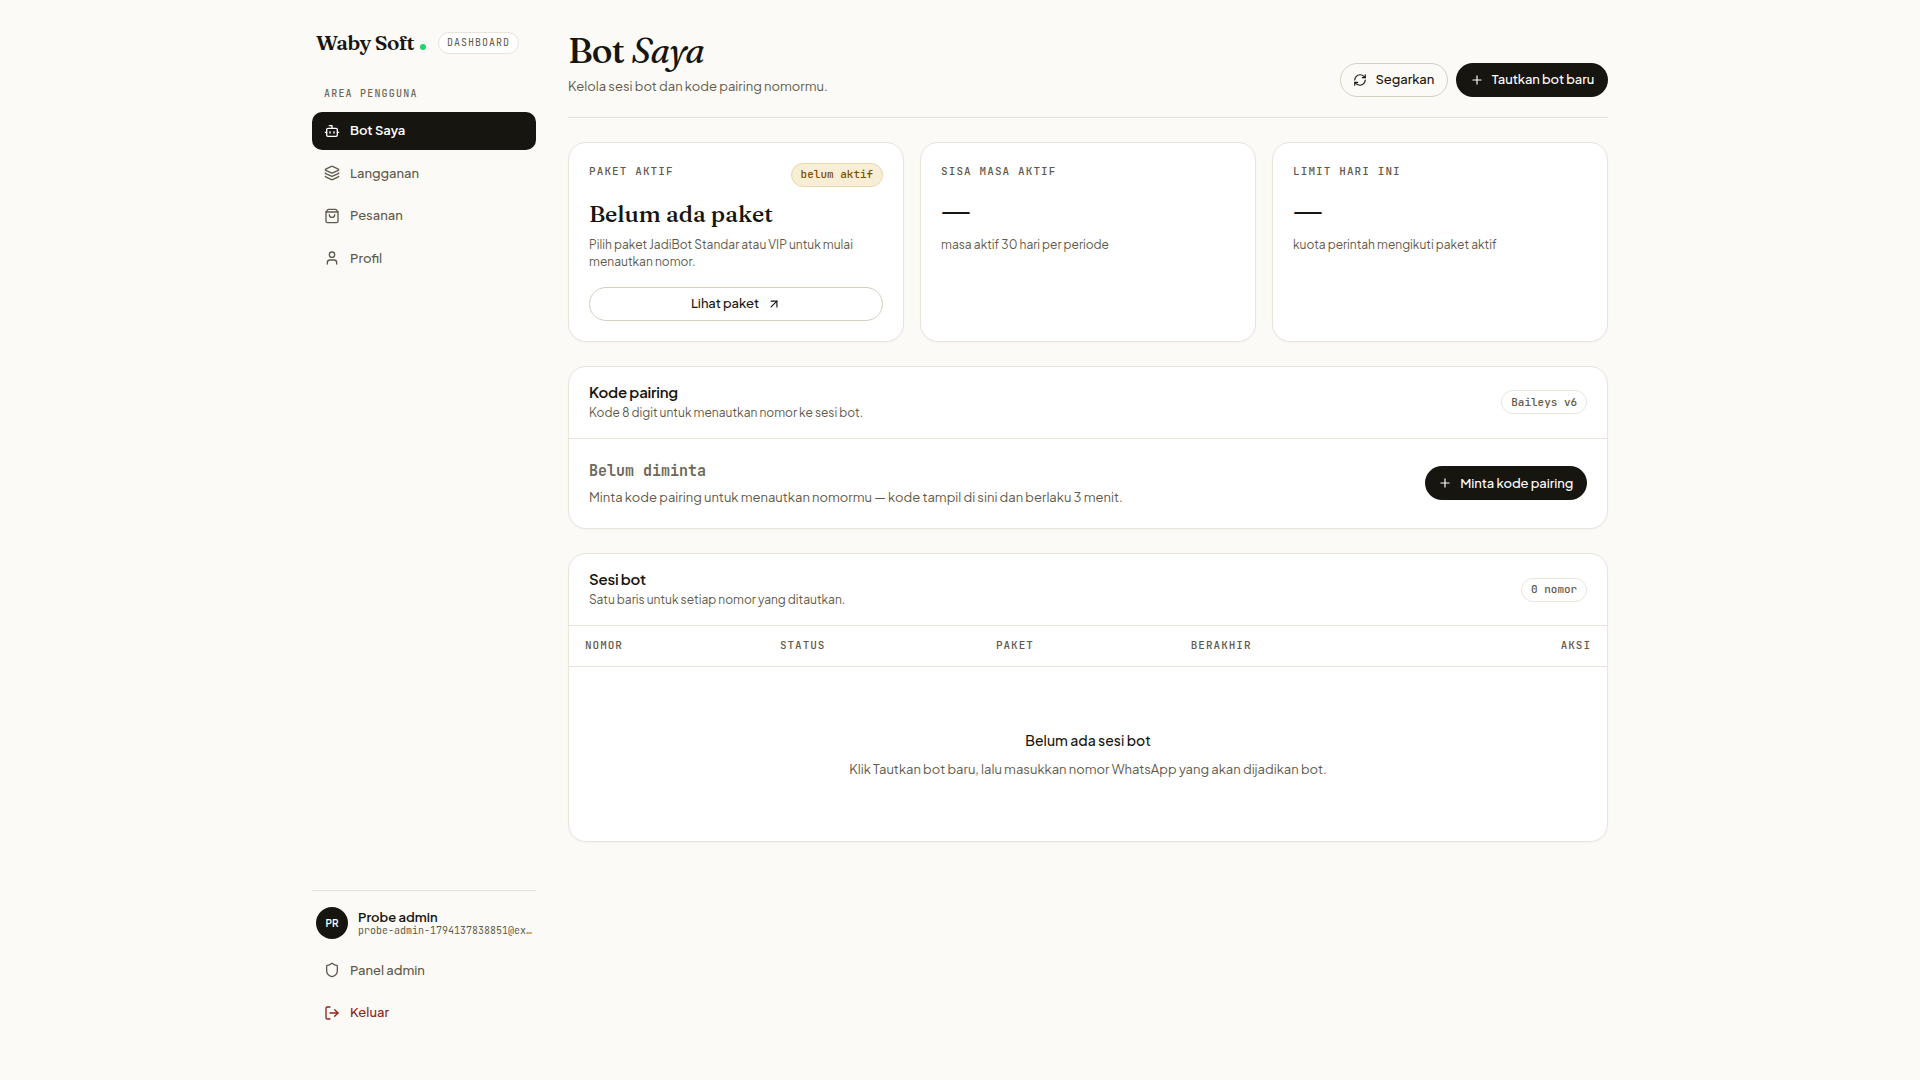 Waby Soft
DASHBOARD
AREA PENGGUNA
Bot Saya
Langganan
Pesanan
Profil
Probe admin
PR
probe-admin-1794137838851@ex…
Panel admin
Keluar
Bot Saya
Kelola sesi bot dan kode pairing nomormu.
Segarkan
Tautkan bot baru
PAKET AKTIF
belum aktif
Belum ada paket
Pilih paket JadiBot Standar atau VIP untuk mulai
menautkan nomor.
Lihat paket
SISA MASA AKTIF
—
masa aktif 30 hari per periode
LIMIT HARI INI
—
kuota perintah mengikuti paket aktif
Kode pairing
Kode 8 digit untuk menautkan nomor ke sesi bot.
Baileys v6
Belum diminta
Minta kode pairing untuk menautkan nomormu — kode tampil di sini dan berlaku 3 menit.
Minta kode pairing
Sesi bot
Satu baris untuk setiap nomor yang ditautkan.
0 nomor
NOMOR STATUS PAKET BERAKHIR AKSI
Belum ada sesi bot
Klik Tautkan bot baru, lalu masukkan nomor WhatsApp yang akan dijadikan bot.